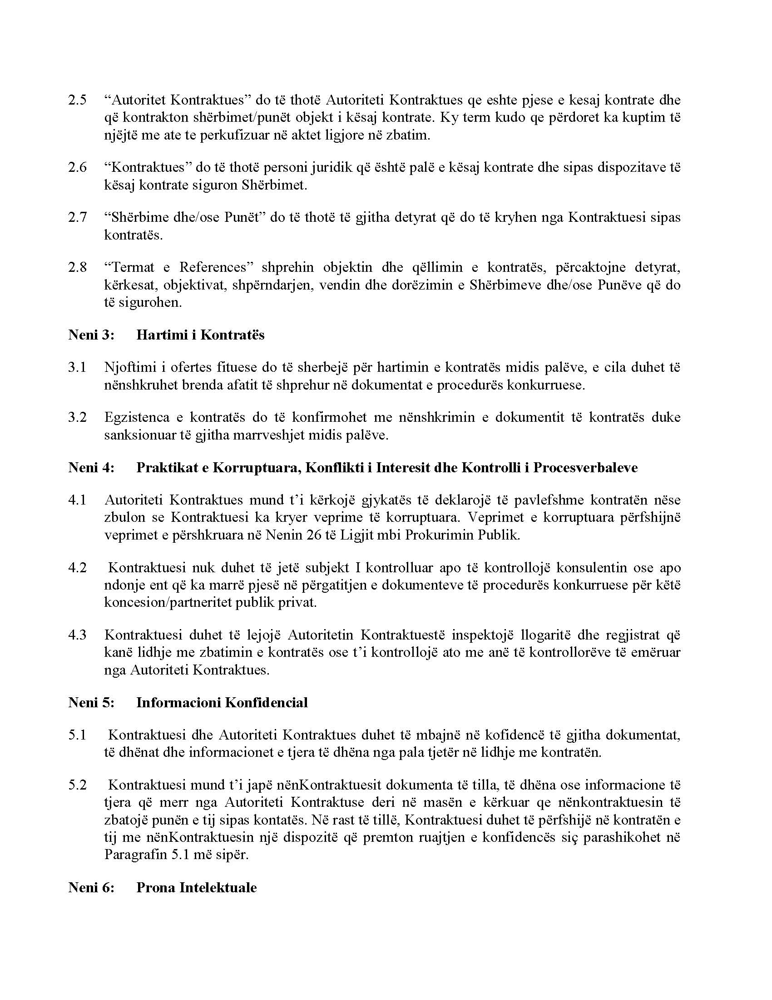 2.5 “Autoritet Kontraktues” do të thotë Autoriteti Kontraktues qe eshte pjese e kesaj kontrate dhe
që kontrakton shërbimet/punët objekt i kësaj kontrate. Ky term kudo qe përdoret ka kuptim të
njëjtë me ate te perkufizuar në aktet ligjore në zbatim.
2.6 “Kontraktues” do të thotë personi juridik që është palë e kësaj kontrate dhe sipas dispozitave të
kësaj kontrate siguron Shërbimet.
2.7 “Shërbime dhe/ose Punët” do të thotë të gjitha detyrat që do të kryhen nga Kontraktuesi sipas
kontratës.
2.8 “Termat e References” shprehin objektin dhe qëllimin e kontratës, përcaktojne detyrat,
kërkesat, objektivat, shpërndarjen, vendin dhe dorëzimin e Shërbimeve dhe/ose Punëve që do
të sigurohen.
Neni 3: Hartimi i Kontratës
3.1 Njoftimi i ofertes fituese do të sherbejë për hartimin e kontratës midis palëve, e cila duhet të
nënshkruhet brenda afatit të shprehur në dokumentat e procedurës konkurruese.
3.2 Egzistenca e kontratës do të konfirmohet me nënshkrimin e dokumentit të kontratës duke
sanksionuar të gjitha marrveshjet midis palëve.
Neni 4: Praktikat e Korruptuara, Konflikti i Interesit dhe Kontrolli i Procesverbaleve
4.1 Autoriteti Kontraktues mund t’i kërkojë gjykatës të deklarojë të pavlefshme kontratën nëse
zbulon se Kontraktuesi ka kryer veprime të korruptuara. Veprimet e korruptuara përfshijnë
veprimet e përshkruara në Nenin 26 të Ligjit mbi Prokurimin Publik.
4.2 Kontraktuesi nuk duhet të jetë subjekt I kontrolluar apo të kontrollojë konsulentin ose apo
ndonje ent që ka marrë pjesë në përgatitjen e dokumenteve të procedurës konkurruese për këtë
koncesion/partneritet publik privat.
4.3 Kontraktuesi duhet të lejojë Autoritetin Kontraktuestë inspektojë llogaritë dhe regjistrat që
kanë lidhje me zbatimin e kontratës ose t’i kontrollojë ato me anë të kontrollorëve të emëruar
nga Autoriteti Kontraktues.
Neni 5: Informacioni Konfidencial
5.1 Kontraktuesi dhe Autoriteti Kontraktues duhet të mbajnë në kofidencë të gjitha dokumentat,
të dhënat dhe informacionet e tjera të dhëna nga pala tjetër në lidhje me kontratën.
5.2 Kontraktuesi mund t’i japë nënKontraktuesit dokumenta të tilla, të dhëna ose informacione të
tjera që merr nga Autoriteti Kontraktuse deri në masën e kërkuar qe nënkontraktuesin të
zbatojë punën e tij sipas kontatës. Në rast të tillë, Kontraktuesi duhet të përfshijë në kontratën e
tij me nënKontraktuesin një dispozitë që premton ruajtjen e konfidencës siç parashikohet në
Paragrafin 5.1 më sipër.
Neni 6: Prona Intelektuale